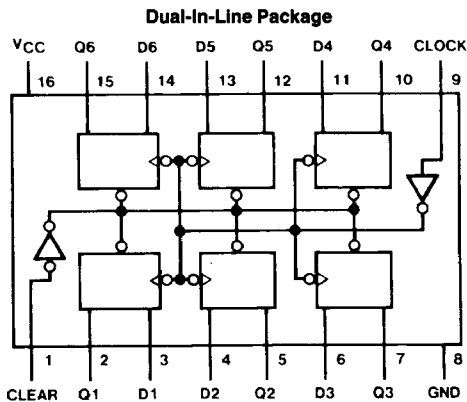 Dual-In-Line Package
VCC Q6 D6 D5 Q5 D4 Q4 CLOCK
16 15 14 13 12 11 10 9
1 2 3 4 5 6 7 8
CLEAR Q1 D1 D2 Q2 D3 Q3 GND